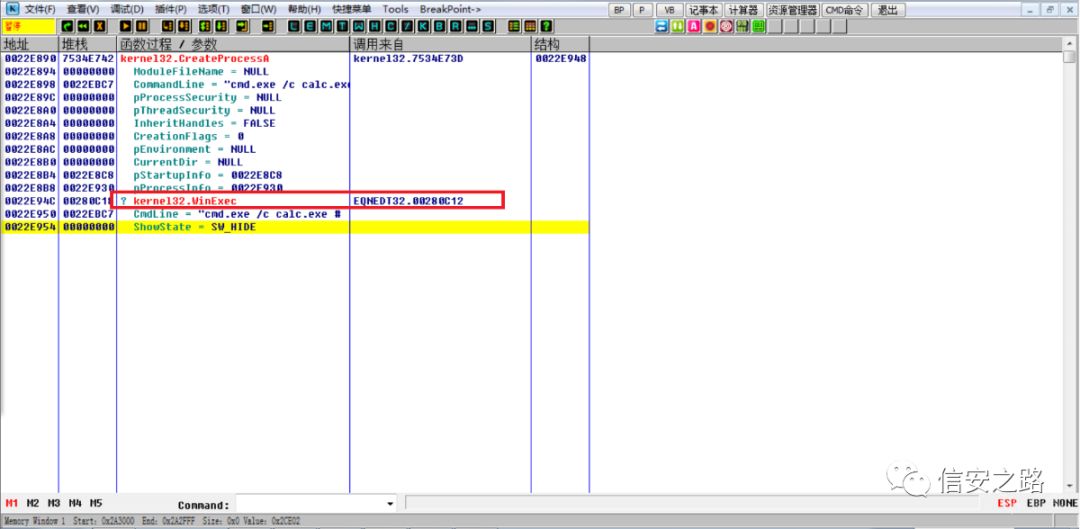 文件(F) 查看(V) 调试(D) 插件(P) 选项(T) 窗口(W) 帮助(H) 快捷菜单 Tools BreakPoint-> BP P VB 记事本 计算器 资源管理器 CMD命令 退出
暂停 L E M T W H C / K B R ... S ?
地址 堆栈 函数过程 / 参数 调用来自 结构
0022E890 7534E742 kernel32.CreateProcessA kernel32.7534E73D 0022E948
0022E894 00000000 ModuleFileName = NULL
0022E898 0022EBC7 CommandLine = "cmd.exe /c calc.exe
0022E89C 00000000 pProcessSecurity = NULL
0022E8A0 00000000 pThreadSecurity = NULL
0022E8A4 00000000 InheritHandles = FALSE
0022E8A8 00000000 CreationFlags = 0
0022E8AC 00000000 pEnvironment = NULL
0022E8B0 00000000 CurrentDir = NULL
0022E8B4 0022E8C8 pStartupInfo = 0022E8C8
0022E8B8 0022E930 pProcessInfo = 0022E930
0022E94C 00280C18 ? kernel32.WinExec EQNEDT32.00280C12
0022E950 0022EBC7 CmdLine = "cmd.exe /c calc.exe #
0022E954 00000000 ShowState = SW_HIDE
信安之路
M1 M2 M3 M4 M5 Command: ESP EBP NONE
Memory Window 1 Start: 0x2A3000 End: 0x2A2FFF Size: 0x0 Value: 0x2CE02